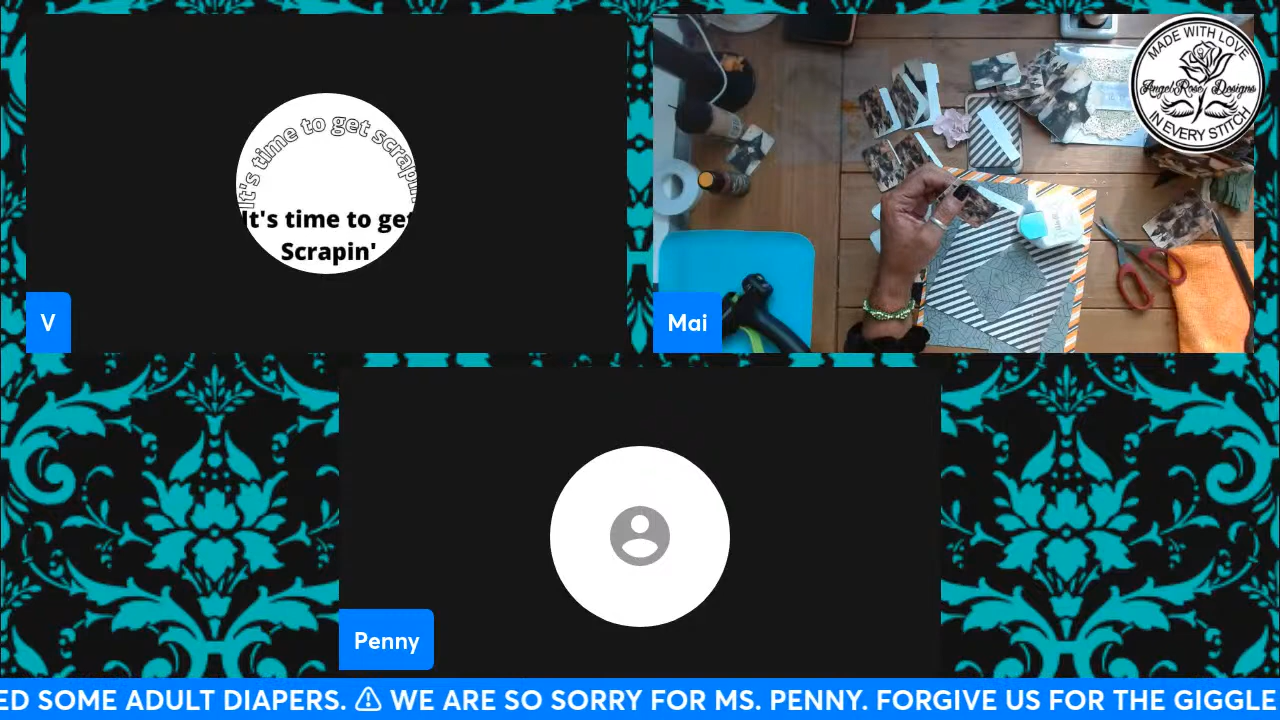 It's time to get scrapin'
It's time to get
Scrapin'
V
MADE WITH LOVE
AngelRose Designs
IN EVERY STITCH
Mai
Penny
ED SOME ADULT DIAPERS. ⚠ WE ARE SO SORRY FOR MS. PENNY. FORGIVE US FOR THE GIGGLE